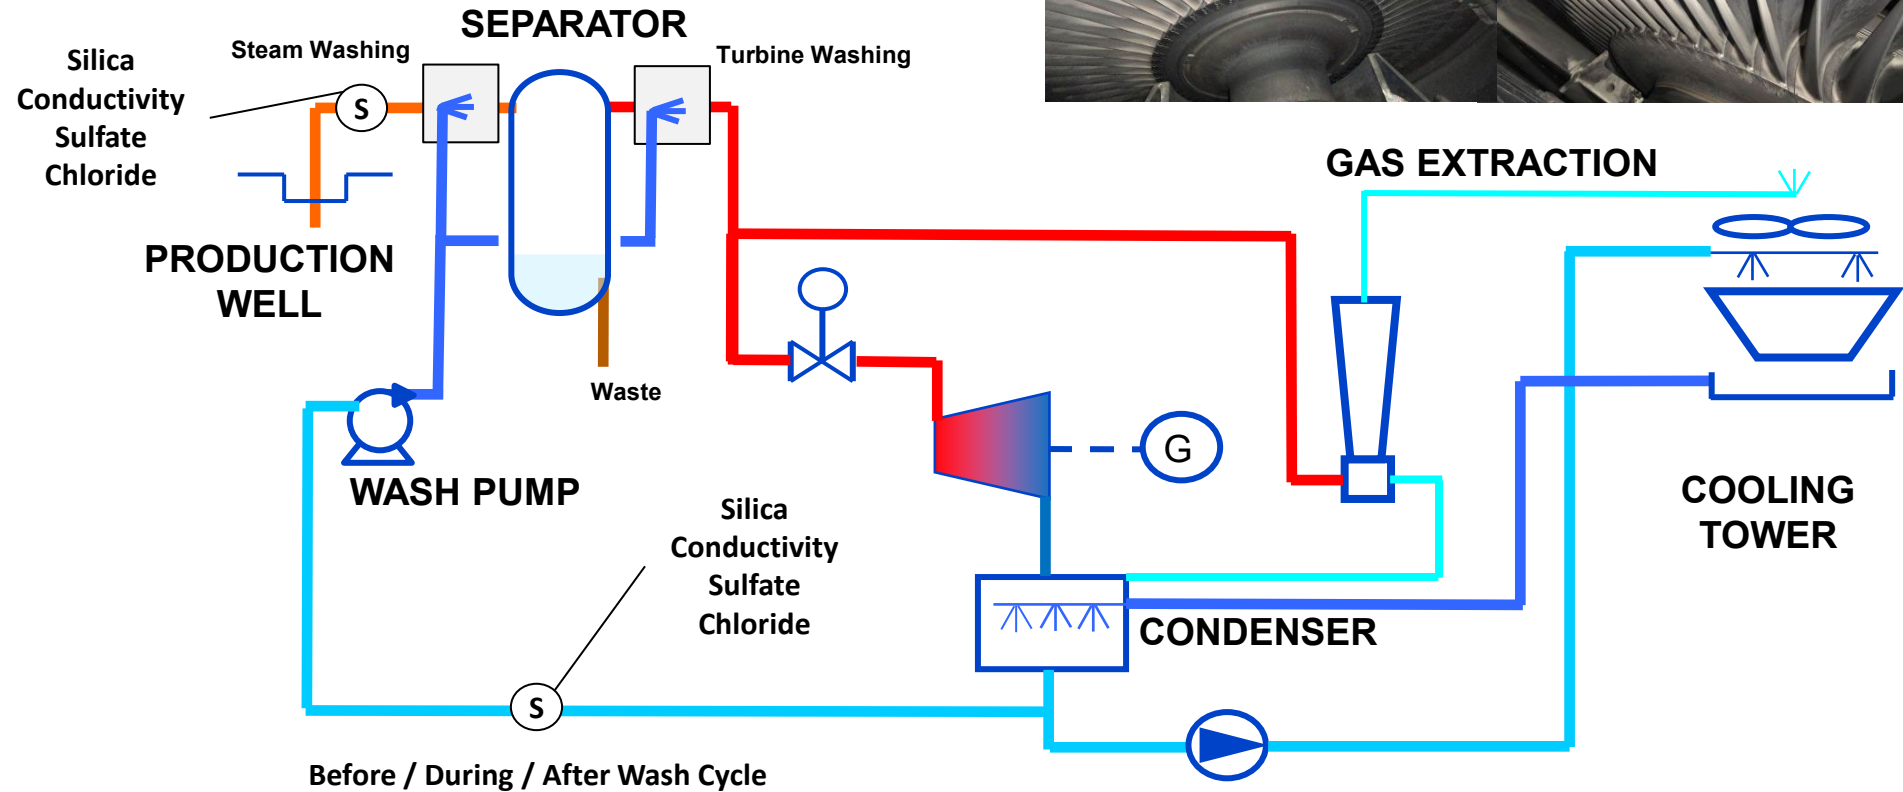 SEPARATOR
Steam Washing
Turbine Washing
Silica
Conductivity
Sulfate
Chloride
S
GAS EXTRACTION
PRODUCTION
WELL
Waste
WASH PUMP
G
COOLING
TOWER
Silica
Conductivity
Sulfate
Chloride
CONDENSER
S
Before / During / After Wash Cycle